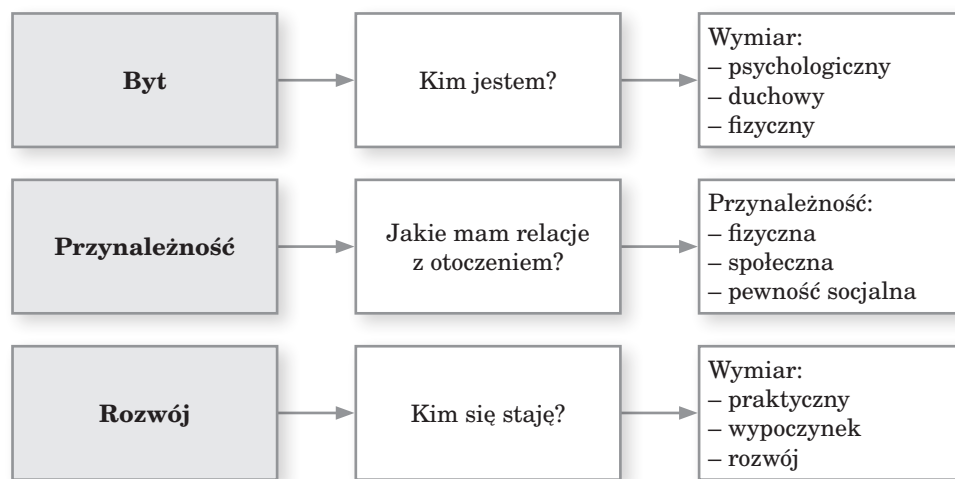 Byt
Kim jestem?
Wymiar:
– psychologiczny
– duchowy
– fizyczny
Przynależność
Jakie mam relacje
z otoczeniem?
Przynależność:
– fizyczna
– społeczna
– pewność socjalna
Rozwój
Kim się staję?
Wymiar:
– praktyczny
– wypoczynek
– rozwój